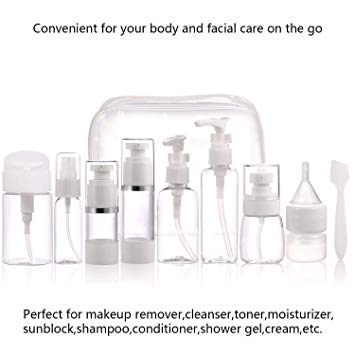 Convenient for your body and facial care on the go
Perfect for makeup remover,cleanser,toner,moisturizer,
sunblock,shampoo,conditioner,shower gel,cream,etc.